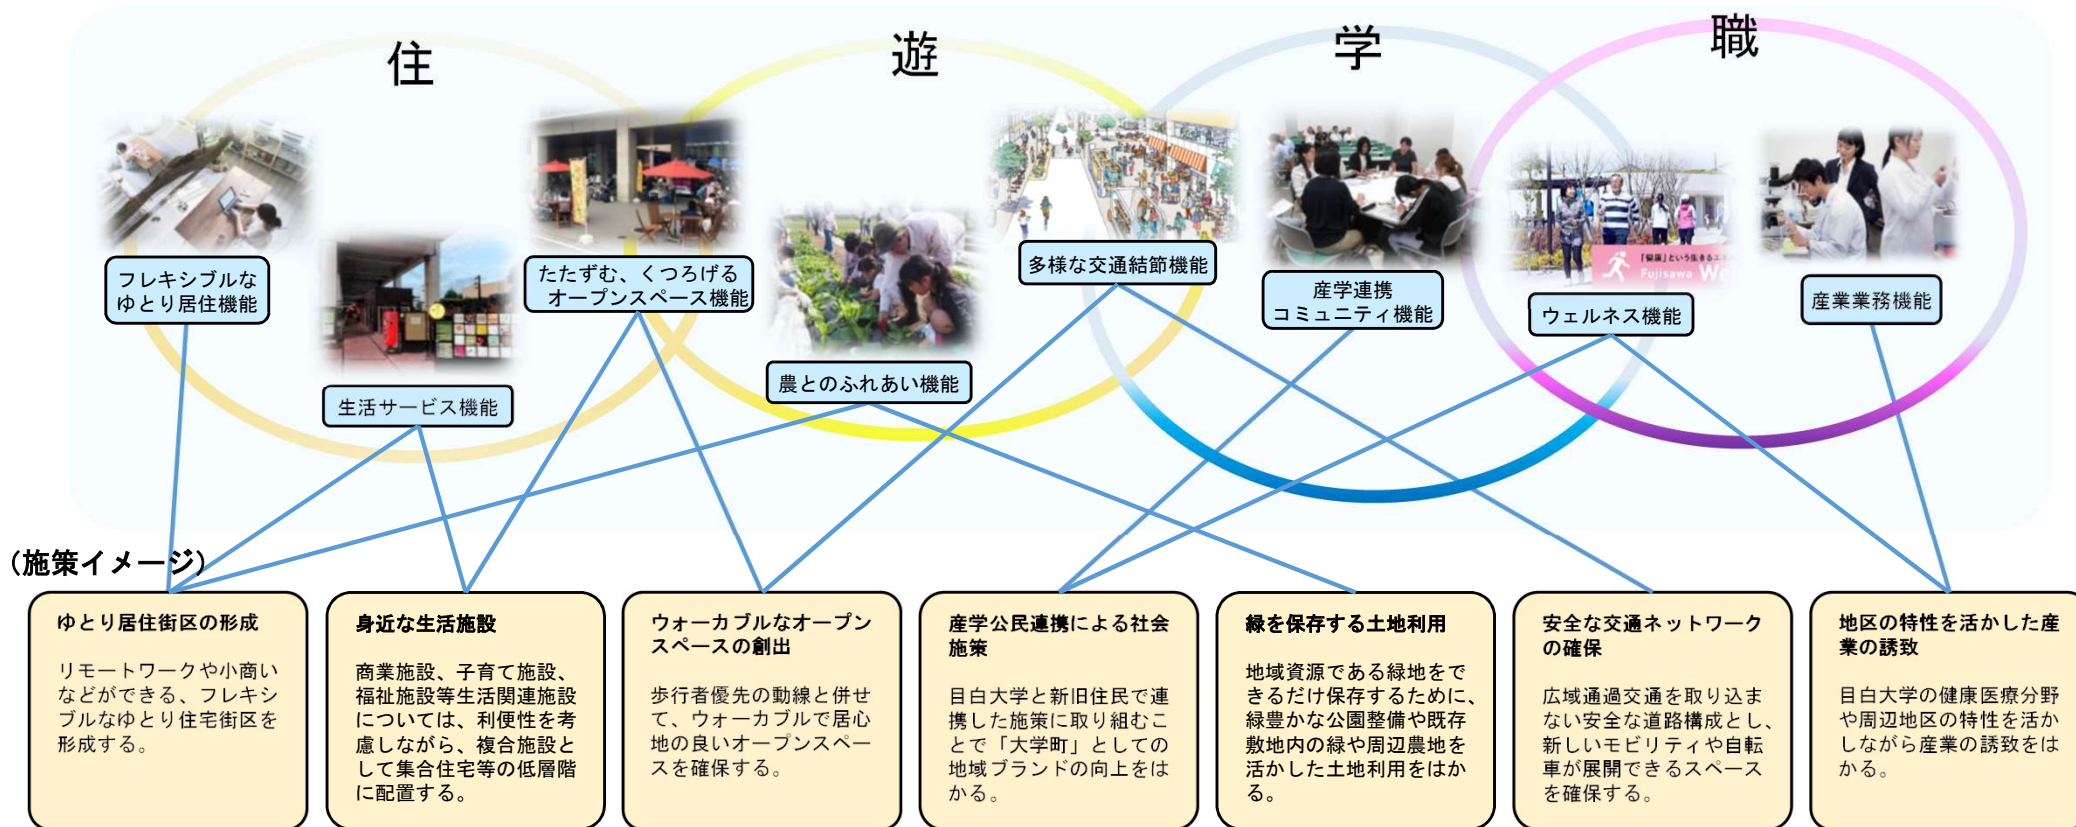 住
遊
学
職
フレキシブルな
ゆとり居住機能
生活サービス機能
たたずむ、くつろげる
オープンスペース機能
農とのふれあい機能
多様な交通結節機能
産学連携
コミュニティ機能
「健康」という生きるエネ
Fujisawa We
ウェルネス機能
産業業務機能
（施策イメージ）
ゆとり居住街区の形成
リモートワークや小商い
などができる、フレキシ
ブルなゆとり住宅街区を
形成する。
身近な生活施設
商業施設、子育て施設、
福祉施設等生活関連施設
については、利便性を考
慮しながら、複合施設と
して集合住宅等の低層階
に配置する。
ウォーカブルなオープン
スペースの創出
歩行者優先の動線と併せ
て、ウォーカブルで居心
地の良いオープンスペー
スを確保する。
産学公民連携による社会
施策
目白大学と新旧住民で連
携した施策に取り組むこ
とで「大学町」としての
地域ブランドの向上をは
かる。
緑を保存する土地利用
地域資源である緑地をで
きるだけ保存するために、
緑豊かな公園整備や既存
敷地内の緑や周辺農地を
活かした土地利用をはか
る。
安全な交通ネットワーク
の確保
広域通過交通を取り込ま
ない安全な道路構成とし、
新しいモビリティや自転
車が展開できるスペース
を確保する。
地区の特性を活かした産
業の誘致
目白大学の健康医療分野
や周辺地区の特性を活か
しながら産業の誘致をは
かる。